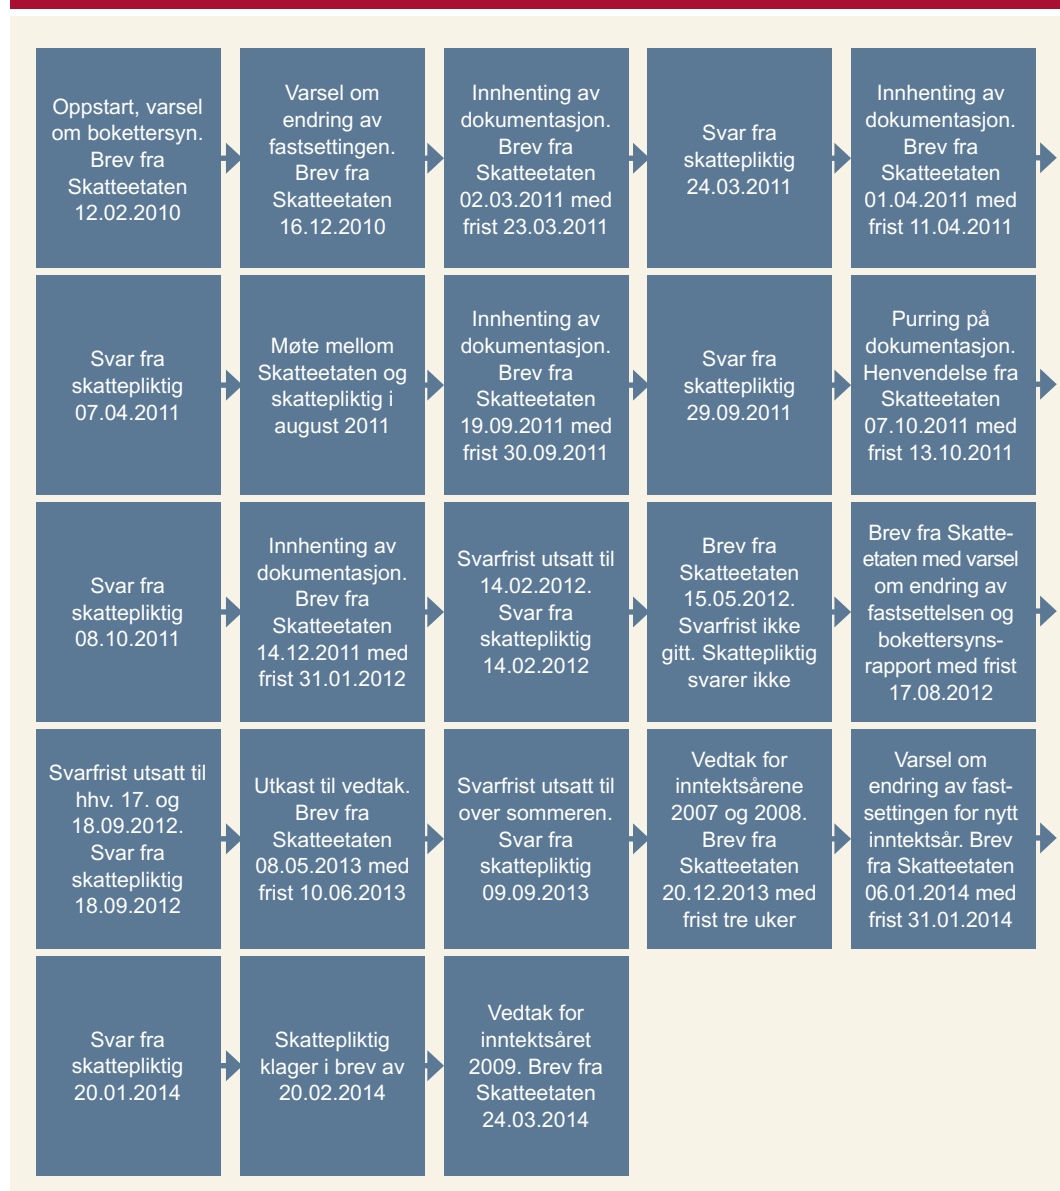 Oppstart, varsel
om bokettersyn.
Brev fra
Skatteetaten
12.02.2010
Varsel om
endring av
fastsettingen.
Brev fra
Skatteetaten
16.12.2010
Innhenting av
dokumentasjon.
Brev fra
Skatteetaten
02.03.2011 med
frist 23.03.2011
Svar fra
skattepliktig
24.03.2011
Innhenting av
dokumentasjon.
Brev fra
Skatteetaten
01.04.2011 med
frist 11.04.2011
Svar fra
skattepliktig
07.04.2011
Møte mellom
Skatteetaten og
skattepliktig i
august 2011
Innhenting av
dokumentasjon.
Brev fra
Skatteetaten
19.09.2011 med
frist 30.09.2011
Svar fra
skattepliktig
29.09.2011
Purring på
dokumentasjon.
Henvendelse fra
Skatteetaten
07.10.2011 med
frist 13.10.2011
Svar fra
skattepliktig
08.10.2011
Innhenting av
dokumentasjon.
Brev fra
Skatteetaten
14.12.2011 med
frist 31.01.2012
Svarfrist utsatt til
14.02.2012.
Svar fra
skattepliktig
14.02.2012
Brev fra
Skatteetaten
15.05.2012.
Svarfrist ikke
gitt. Skattepliktig
svarer ikke
Brev fra Skatte-
etaten med varsel
om endring av
fastsettelsen og
bokettersyns-
rapport med frist
17.08.2012
Svarfrist utsatt til
hhv. 17. og
18.09.2012.
Svar fra
skattepliktig
18.09.2012
Utkast til vedtak.
Brev fra
Skatteetaten
08.05.2013 med
frist 10.06.2013
Svarfrist utsatt til
over sommeren.
Svar fra
skattepliktig
09.09.2013
Vedtak for
inntektsårene
2007 og 2008.
Brev fra
Skatteetaten
20.12.2013 med
frist tre uker
Varsel om
endring av fast-
settingen for nytt
inntektsår. Brev
fra Skatteetaten
06.01.2014 med
frist 31.01.2014
Svar fra
skattepliktig
20.01.2014
Skattepliktig
klager i brev av
20.02.2014
Vedtak for
inntektsåret
2009. Brev fra
Skatteetaten
24.03.2014